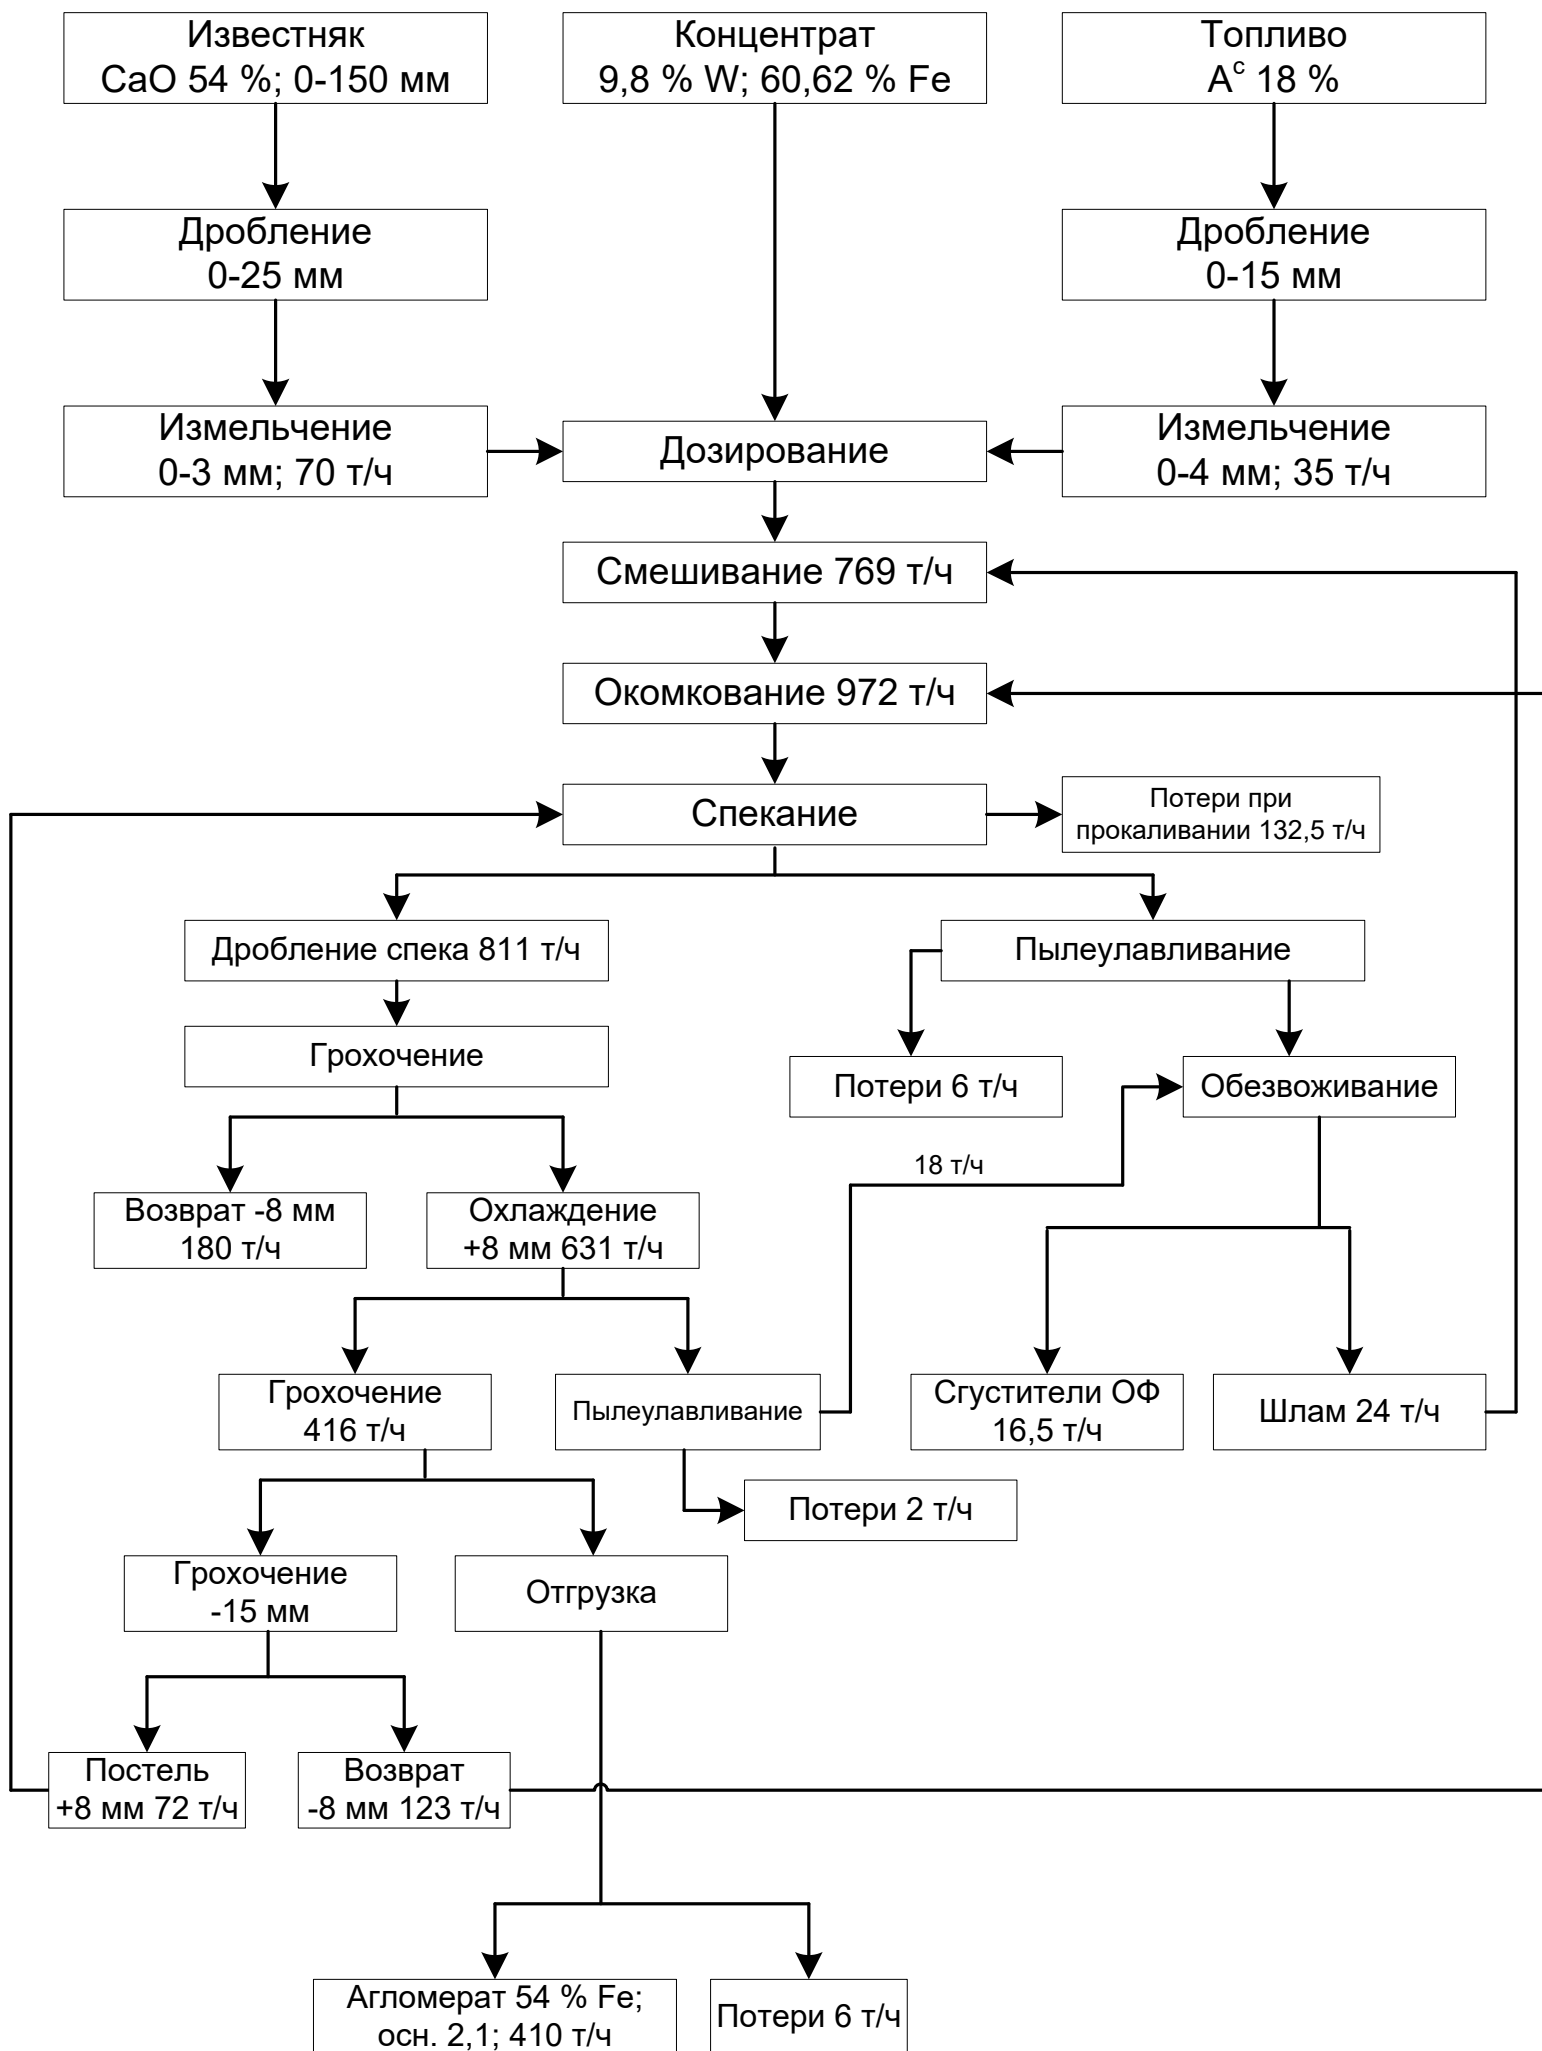 Известняк
CaO 54 %; 0-150 мм
Концентрат
9,8 % W; 60,62 % Fe
Топливо
Aᶜ 18 %
Дробление
0-25 мм
Дробление
0-15 мм
Измельчение
0-3 мм; 70 т/ч
Дозирование
Измельчение
0-4 мм; 35 т/ч
Смешивание 769 т/ч
Окомкование 972 т/ч
Спекание
Потери при
прокаливании 132,5 т/ч
Дробление спека 811 т/ч
Пылеулавливание
Грохочение
Потери 6 т/ч
Обезвоживание
18 т/ч
Возврат -8 мм
180 т/ч
Охлаждение
+8 мм 631 т/ч
Грохочение
416 т/ч
Пылеулавливание
Сгустители ОФ
16,5 т/ч
Шлам 24 т/ч
Потери 2 т/ч
Грохочение
-15 мм
Отгрузка
Постель
+8 мм 72 т/ч
Возврат
-8 мм 123 т/ч
Агломерат 54 % Fe;
осн. 2,1; 410 т/ч
Потери 6 т/ч